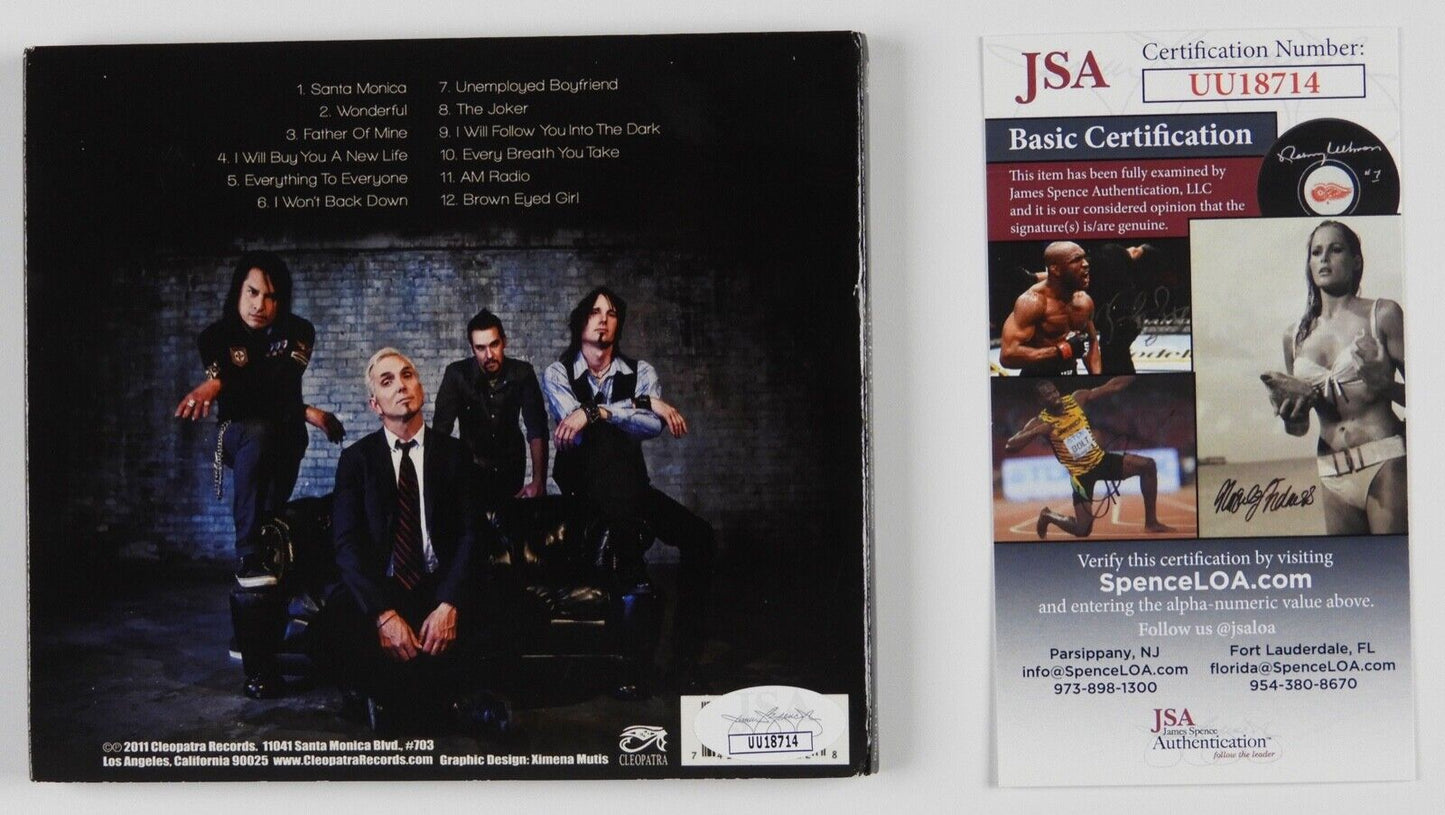 1. Santa Monica
2. Wonderful
3. Father Of Mine
4. I Will Buy You A New Life
5. Everything To Everyone
6. I Won't Back Down
7. Unemployed Boyfriend
8. The Joker
9. I Will Follow You Into The Dark
10. Every Breath You Take
11. AM Radio
12. Brown Eyed Girl
©℗ 2011 Cleopatra Records. 11041 Santa Monica Blvd., #703
Los Angeles, California 90025 www.CleopatraRecords.com Graphic Design: Ximena Mutis
CLEOPATRA
JSA
UU18714
JSA
Certification Number:
UU18714
Basic Certification
This item has been fully examined by
James Spence Authentication, LLC
and it is our considered opinion that the
signature(s) is/are genuine.
#7
BOLT
Verify this certification by visiting
SpenceLOA.com
and entering the alpha-numeric value above.
Follow us @jsaloa
Parsippany, NJ
info@SpenceLOA.com
973-898-1300
Fort Lauderdale, FL
florida@SpenceLOA.com
954-380-8670
JSA
James Spence
Authentication™
follow the leader